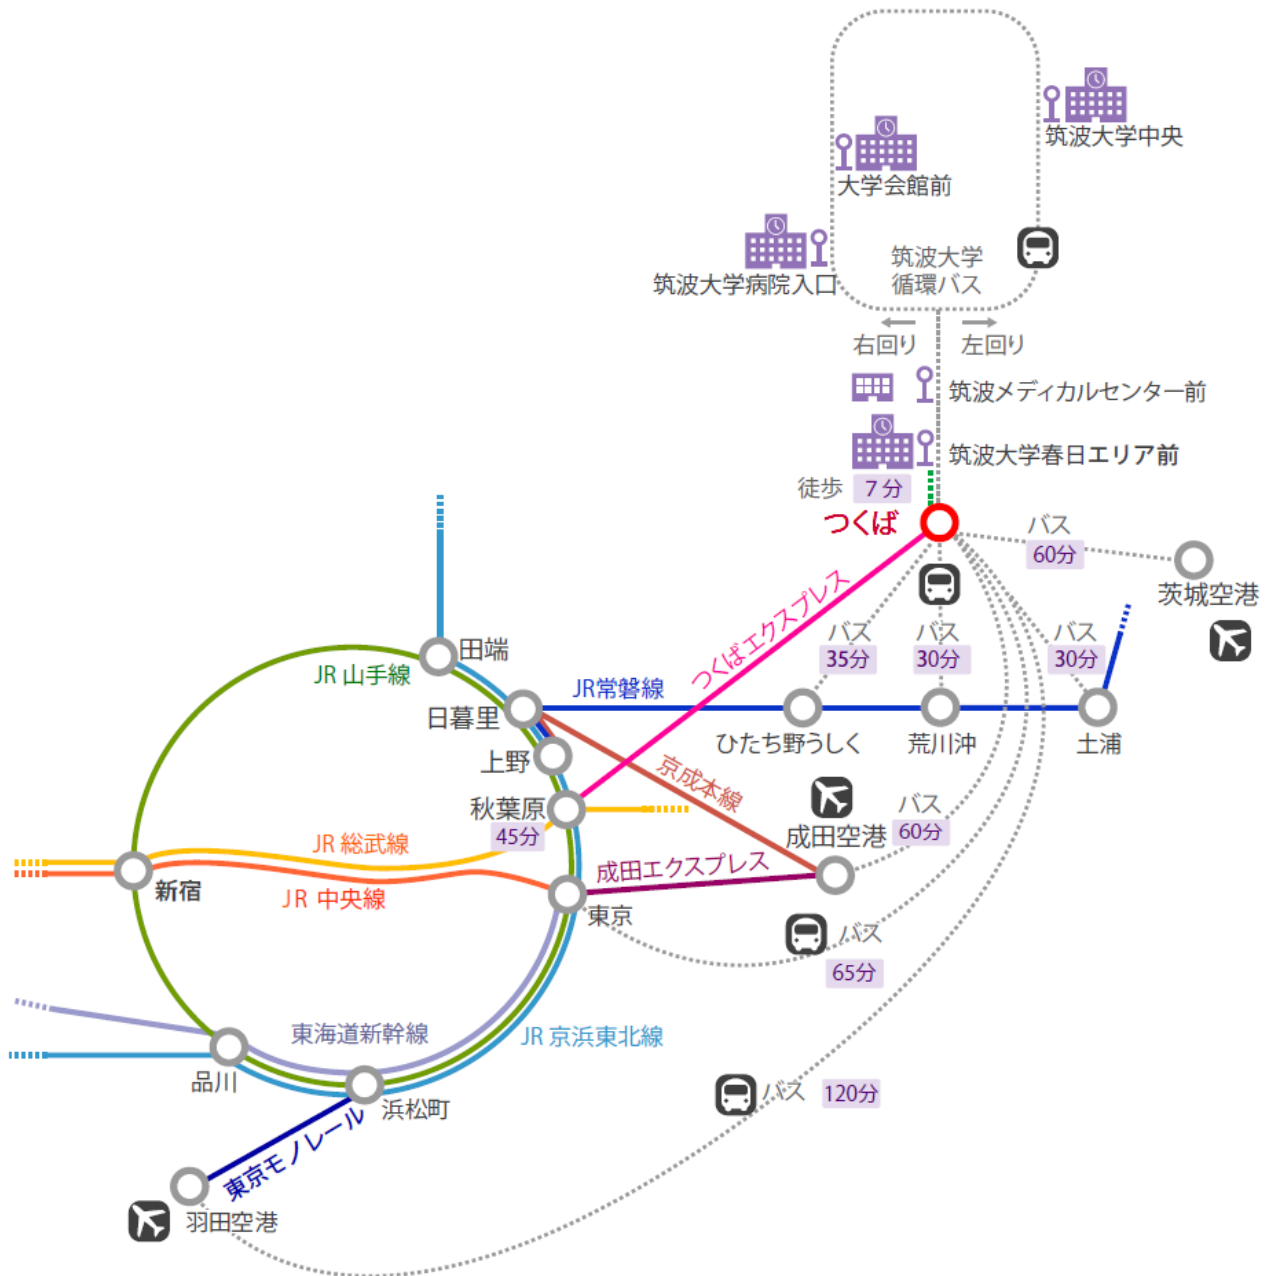 筑波大学中央
大学会館前
筑波大学病院入口
筑波大学
循環バス
右回り
左回り
筑波メディカルセンター前
筑波大学春日エリア前
徒歩 7分
つくば
バス
60分
茨城空港
つくばエクスプレス
バス
35分
バス
30分
バス
30分
田端
JR 山手線
日暮里
JR常磐線
ひたち野うしく
荒川沖
土浦
上野
京成本線
秋葉原
45分
成田空港
バス
60分
JR 総武線
成田エクスプレス
新宿
JR 中央線
東京
バス
65分
東海道新幹線
JR 京浜東北線
品川
浜松町
バス
120分
東京モノレール
羽田空港